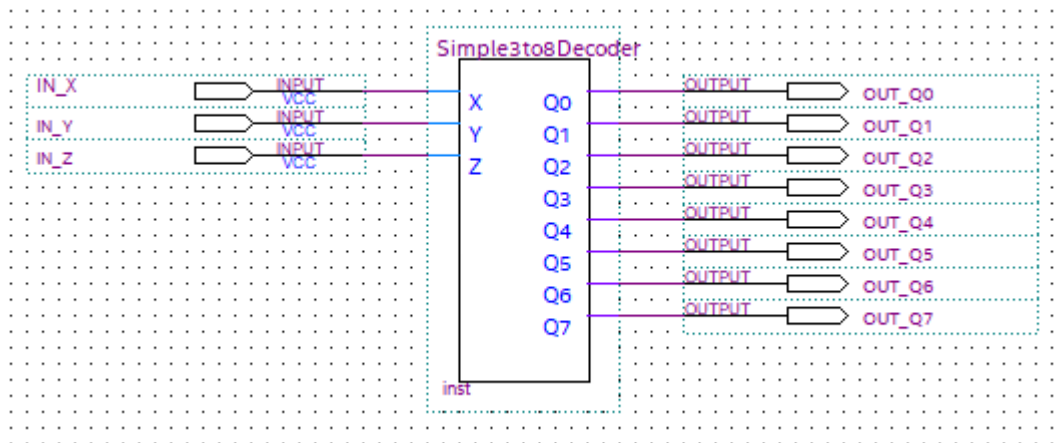 Simple3to8Decoder
IN_X INPUT VCC
IN_Y INPUT VCC
IN_Z INPUT VCC
X Q0
Y Q1
Z Q2
Q3
Q4
Q5
Q6
Q7
OUTPUT OUT_Q0
OUTPUT OUT_Q1
OUTPUT OUT_Q2
OUTPUT OUT_Q3
OUTPUT OUT_Q4
OUTPUT OUT_Q5
OUTPUT OUT_Q6
OUTPUT OUT_Q7
inst